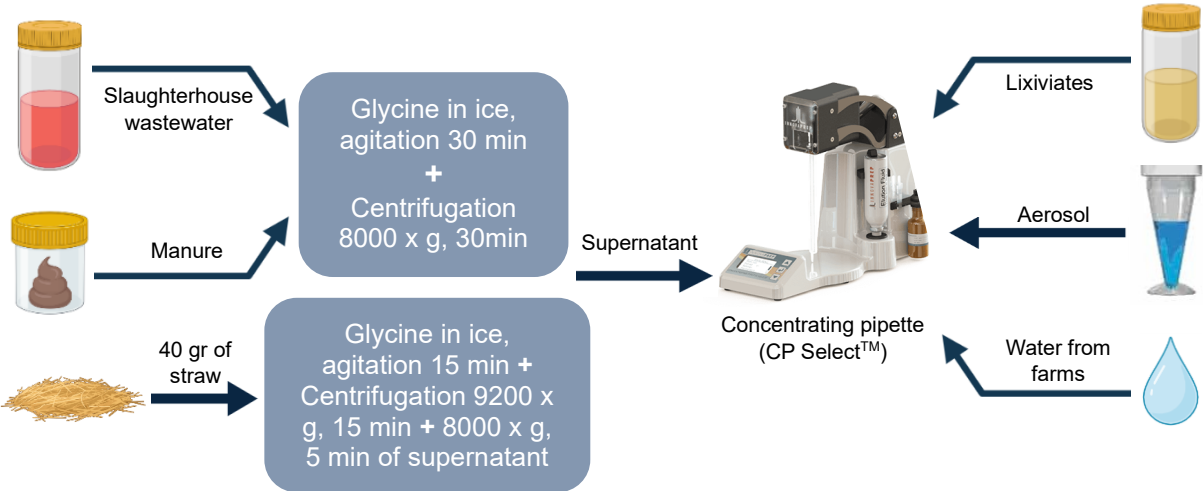 Slaughterhouse
wastewater
Manure
40 gr of
straw
Glycine in ice,
agitation 30 min
+
Centrifugation
8000 x g, 30min
Glycine in ice,
agitation 15 min +
Centrifugation 9200 x
g, 15 min + 8000 x g,
5 min of supernatant
Supernatant
Elution Fluid
Concentrating pipette
(CP Select™)
Lixiviates
Aerosol
Water from
farms